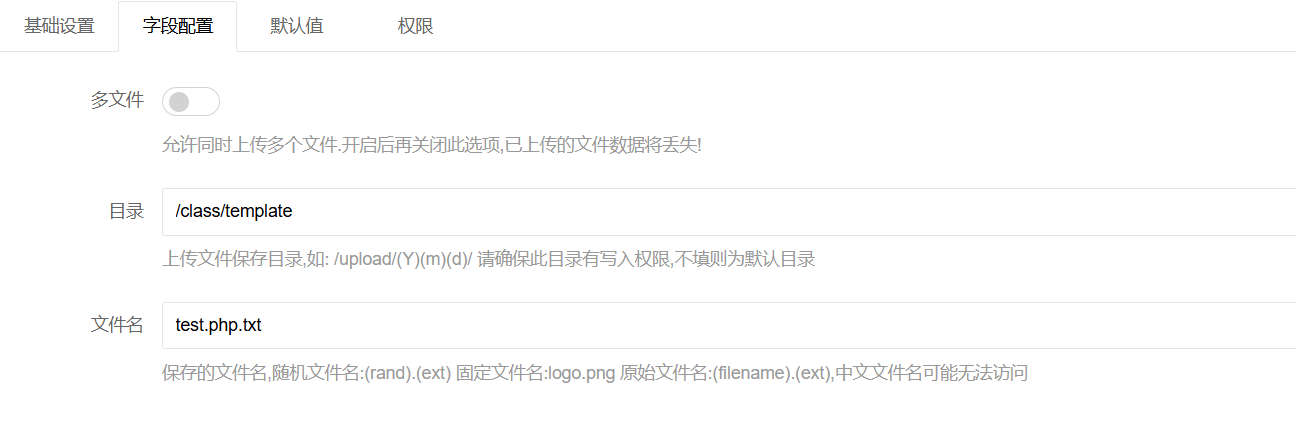 基础设置 字段配置 默认值 权限
多文件
允许同时上传多个文件.开启后再关闭此选项,已上传的文件数据将丢失!
目录 /class/template
上传文件保存目录,如: /upload/(Y)(m)(d)/ 请确保此目录有写入权限,不填则为默认目录
文件名 test.php.txt
保存的文件名,随机文件名:(rand).(ext) 固定文件名:logo.png 原始文件名:(filename).(ext),中文文件名可能无法访问